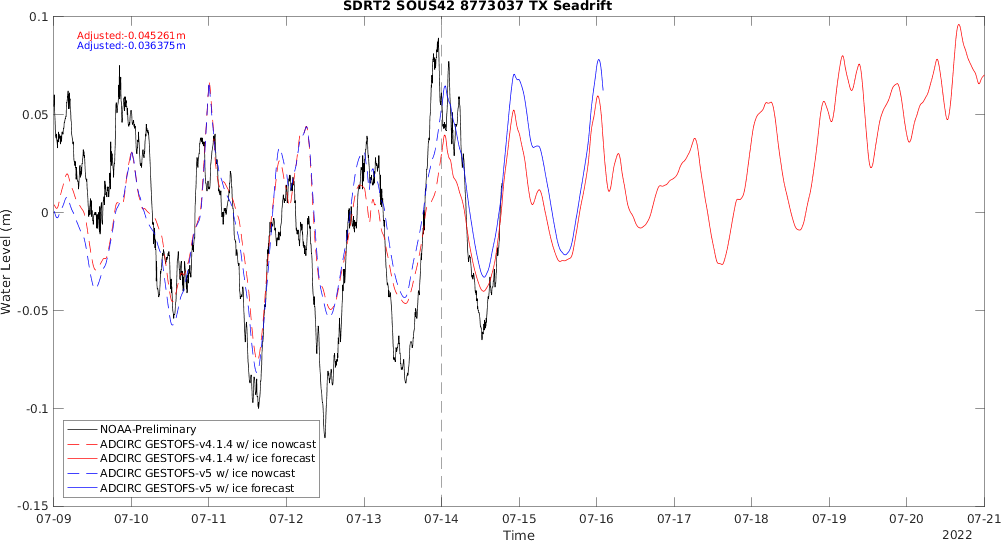 SDRT2 SOUS42 8773037 TX Seadrift
Adjusted:-0.045261m
Adjusted:-0.036375m
0.1
0.05
0
-0.05
-0.1
-0.15
Water Level (m)
NOAA-Preliminary
ADCIRC GESTOFS-v4.1.4 w/ ice nowcast
ADCIRC GESTOFS-v4.1.4 w/ ice forecast
ADCIRC GESTOFS-v5 w/ ice nowcast
ADCIRC GESTOFS-v5 w/ ice forecast
07-09 07-10 07-11 07-12 07-13 07-14 07-15 07-16 07-17 07-18 07-19 07-20 07-21
Time
2022